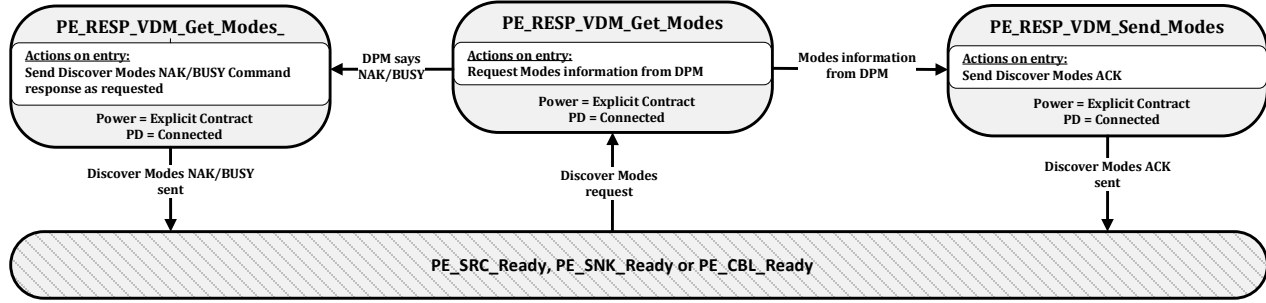 PE_RESP_VDM_Get_Modes_
Actions on entry:
Send Discover Modes NAK/BUSY Command
response as requested
Power = Explicit Contract
PD = Connected
DPM says
NAK/BUSY
PE_RESP_VDM_Get_Modes
Actions on entry:
Request Modes information from DPM
Power = Explicit Contract
PD = Connected
Modes information
from DPM
PE_RESP_VDM_Send_Modes
Actions on entry:
Send Discover Modes ACK
Power = Explicit Contract
PD = Connected
Discover Modes NAK/BUSY
sent
Discover Modes
request
Discover Modes ACK
sent
PE_SRC_Ready, PE_SNK_Ready or PE_CBL_Ready